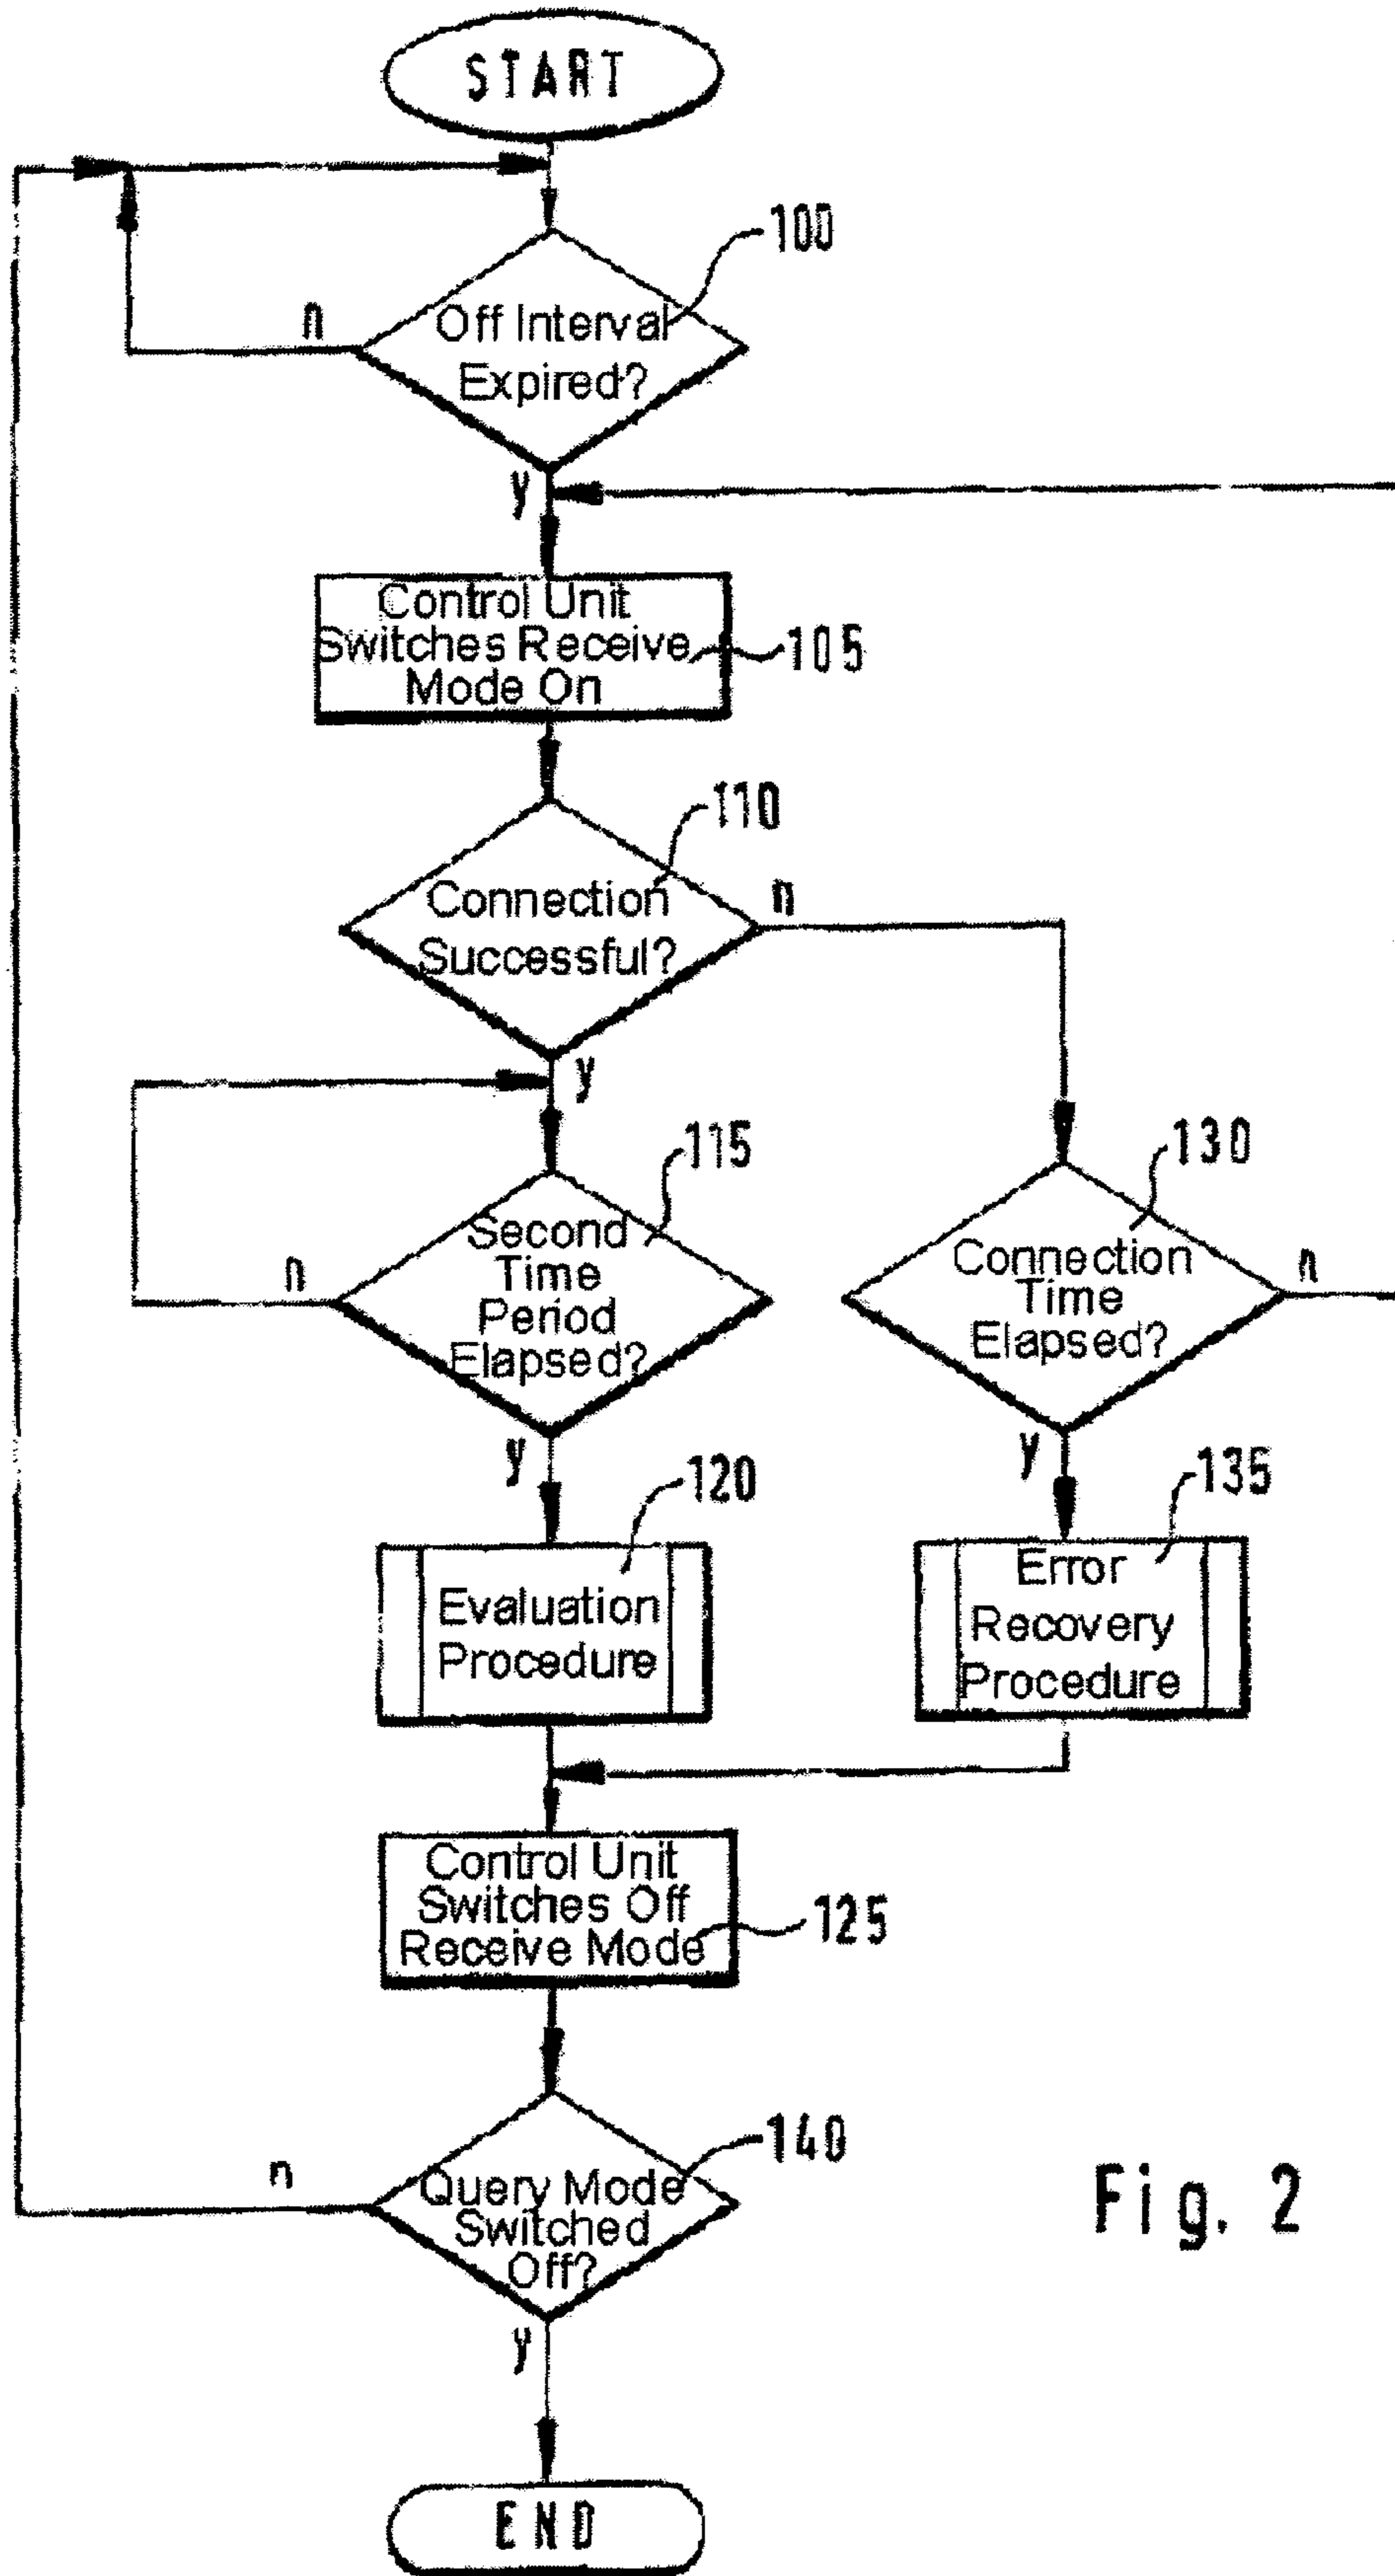 START
100
Off Interval
Expired?
n
y
Control Unit
Switches Receive
Mode On
105
110
Connection
Successful?
n
y
115
Second
Time
Period
Elapsed?
n
y
130
Connection
Time
Elapsed?
n
y
120
Evaluation
Procedure
135
Error
Recovery
Procedure
Control Unit
Switches Off
Receive Mode
125
140
Query Mode
Switched
Off?
n
y
END
Fig. 2